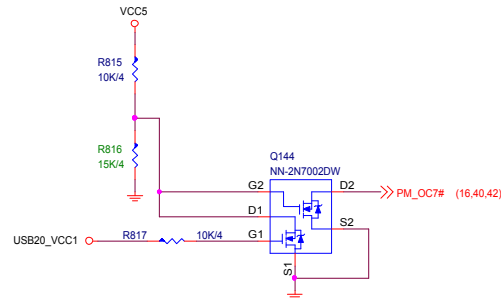 VCC5
R815
10K/4
R816
15K/4
Q144
NN-2N7002DW
G2
D2
PM_OC7# (16,40,42)
D1
S2
USB20_VCC1
R817
10K/4
G1
S1